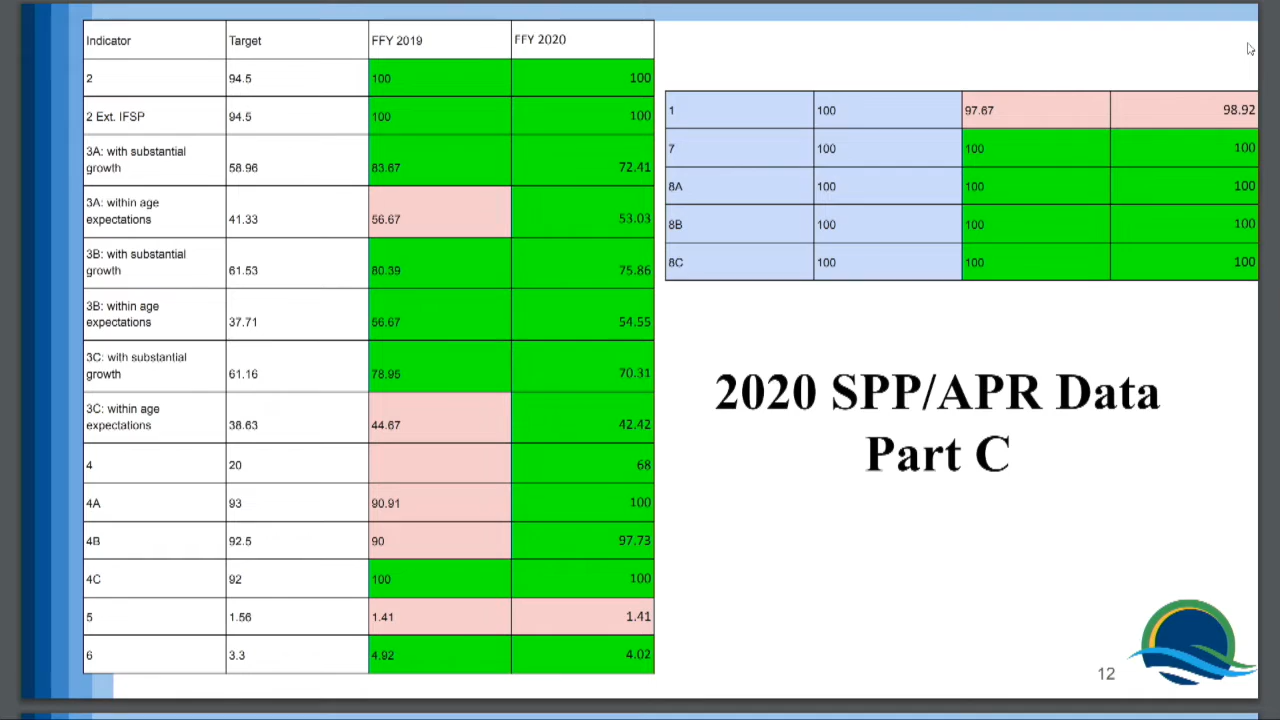 Indicator Target FFY 2019 FFY 2020
2 94.5 100 100
2 Ext. IFSP 94.5 100 100
3A: with substantial
growth 58.96 83.67 72.41
3A: within age
expectations 41.33 56.67 53.03
3B: with substantial
growth 61.53 80.39 75.86
3B: within age
expectations 37.71 56.67 54.55
3C: with substantial
growth 61.16 78.95 70.31
3C: within age
expectations 38.63 44.67 42.42
4 20 68
4A 93 90.91 100
4B 92.5 90 97.73
4C 92 100 100
5 1.56 1.41 1.41
6 3.3 4.92 4.02
1 100 97.67 98.92
7 100 100 100
8A 100 100 100
8B 100 100 100
8C 100 100 100
2020 SPP/APR Data
Part C
12